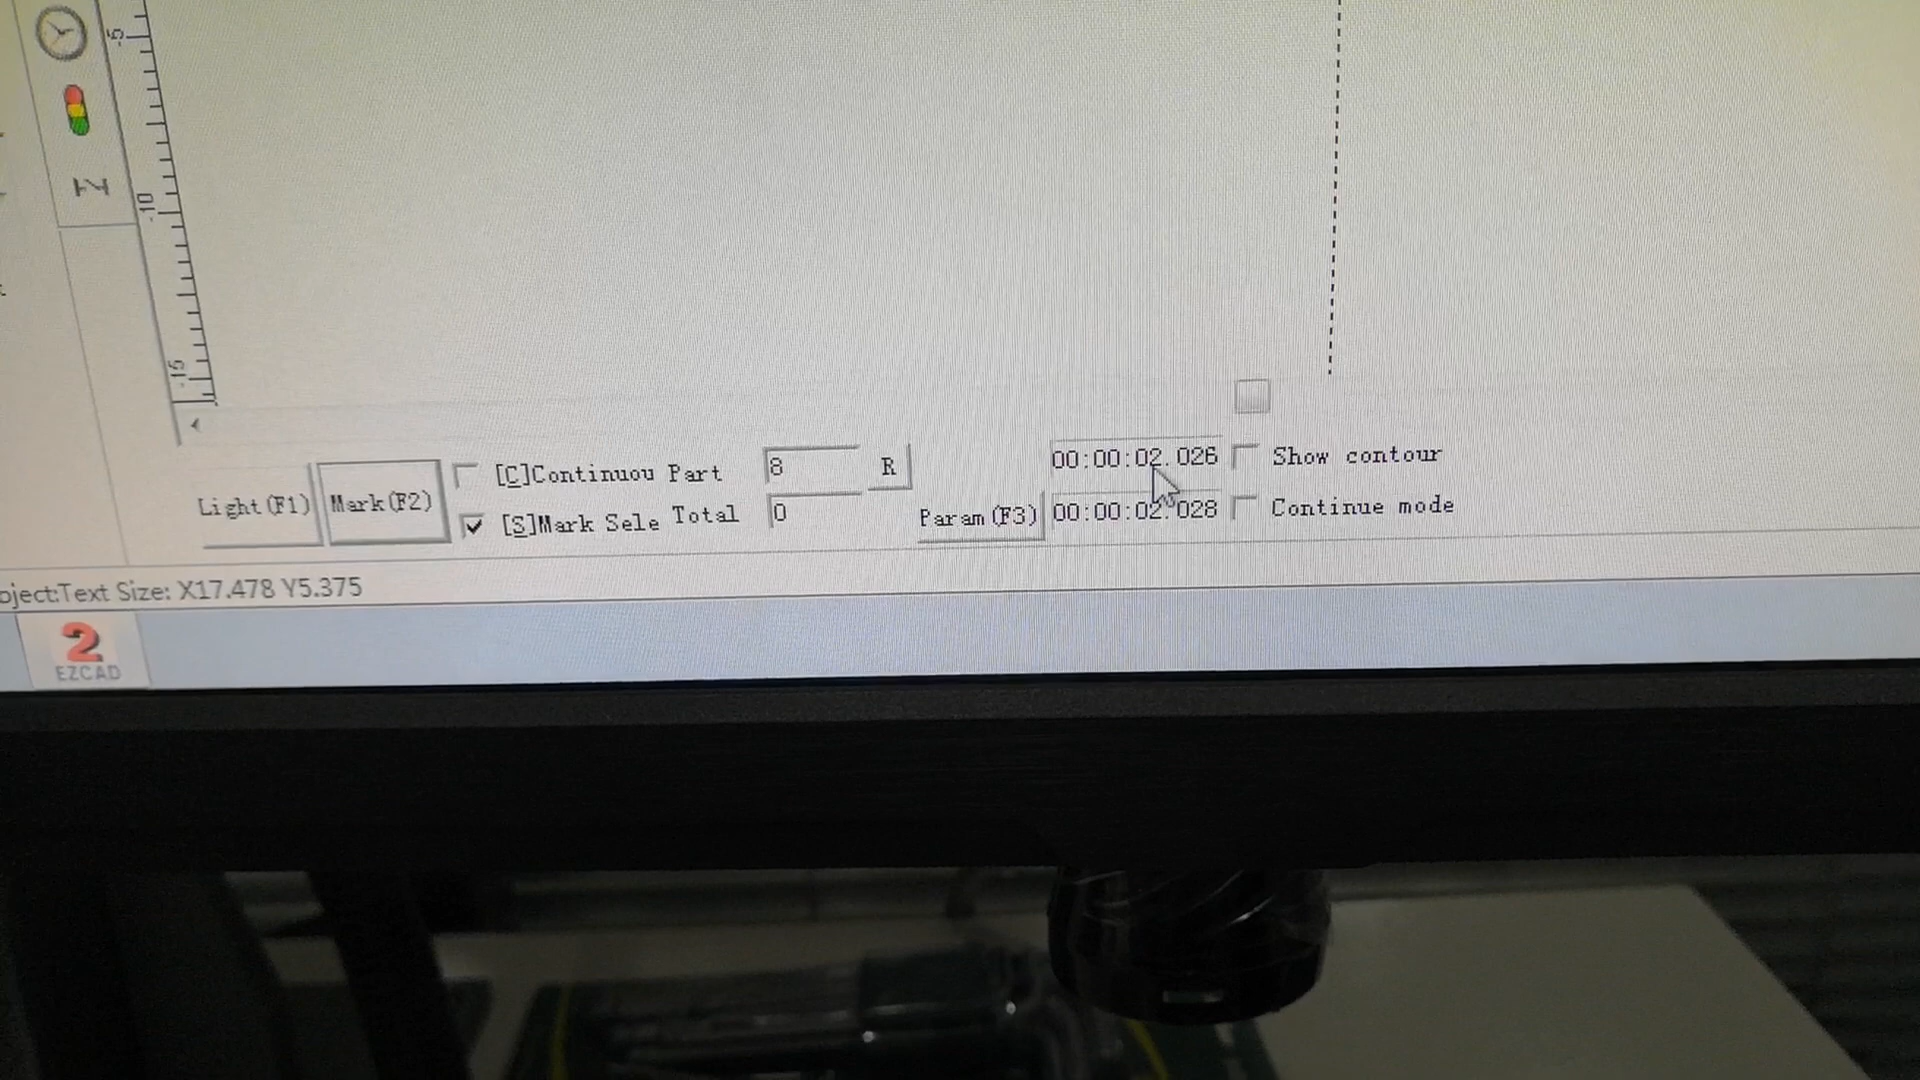 -5
-10
-15
Light(F1)
Mark(F2)
[C]Continuou
Part
8
R
00:00:02.026
Show contour
[S]Mark Sele
Total
0
Param(F3)
00:00:02.028
Continue mode
oject:Text Size: X17.478 Y5.375
2
EZCAD